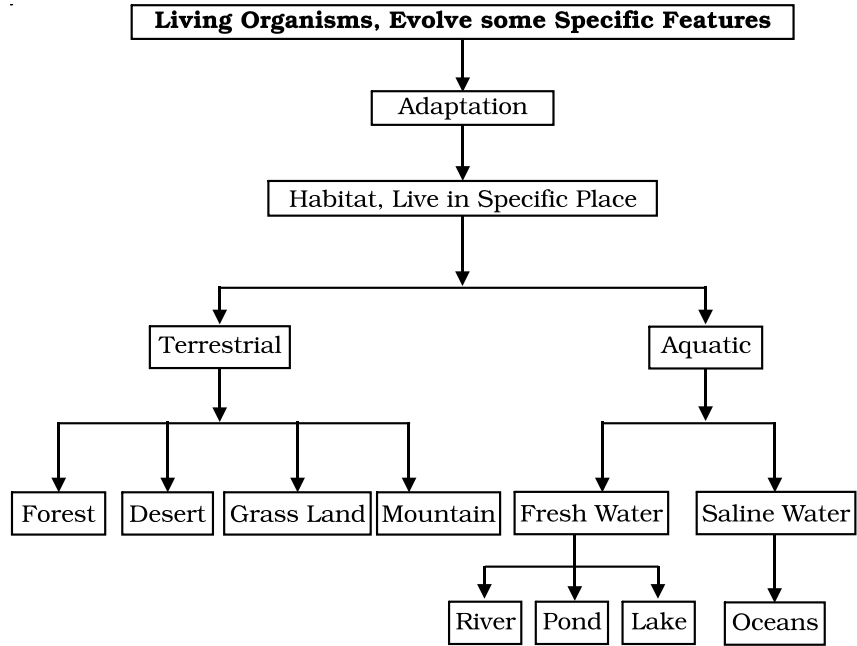 Living Organisms, Evolve some Specific Features
Adaptation
Habitat, Live in Specific Place
Terrestrial
Aquatic
Forest
Desert
Grass Land
Mountain
Fresh Water
Saline Water
River
Pond
Lake
Oceans